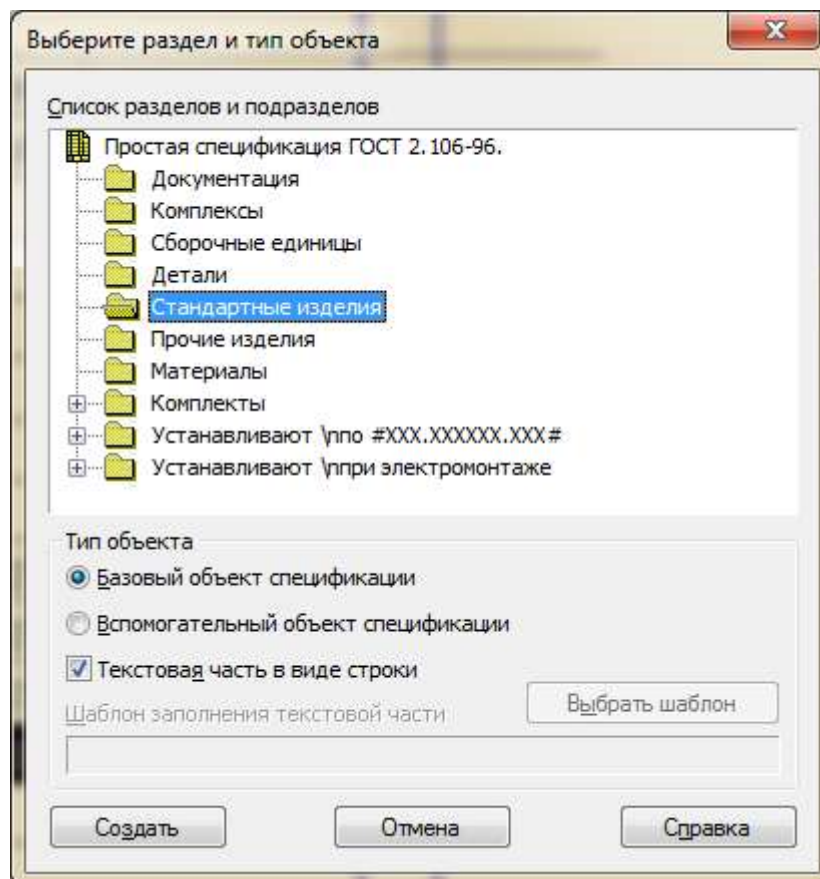 Выберите раздел и тип объекта
Список разделов и подразделов
Простая спецификация ГОСТ 2.106-96.
Документация
Комплексы
Сборочные единицы
Детали
Стандартные изделия
Прочие изделия
Материалы
Комплекты
Устанавливают \nпо #XXX.XXXXXX.XXX#
Устанавливают \nпри электромонтаже
Тип объекта
Базовый объект спецификации
Вспомогательный объект спецификации
Текстовая часть в виде строки
Шаблон заполнения текстовой части
Выбрать шаблон
Создать Отмена Справка